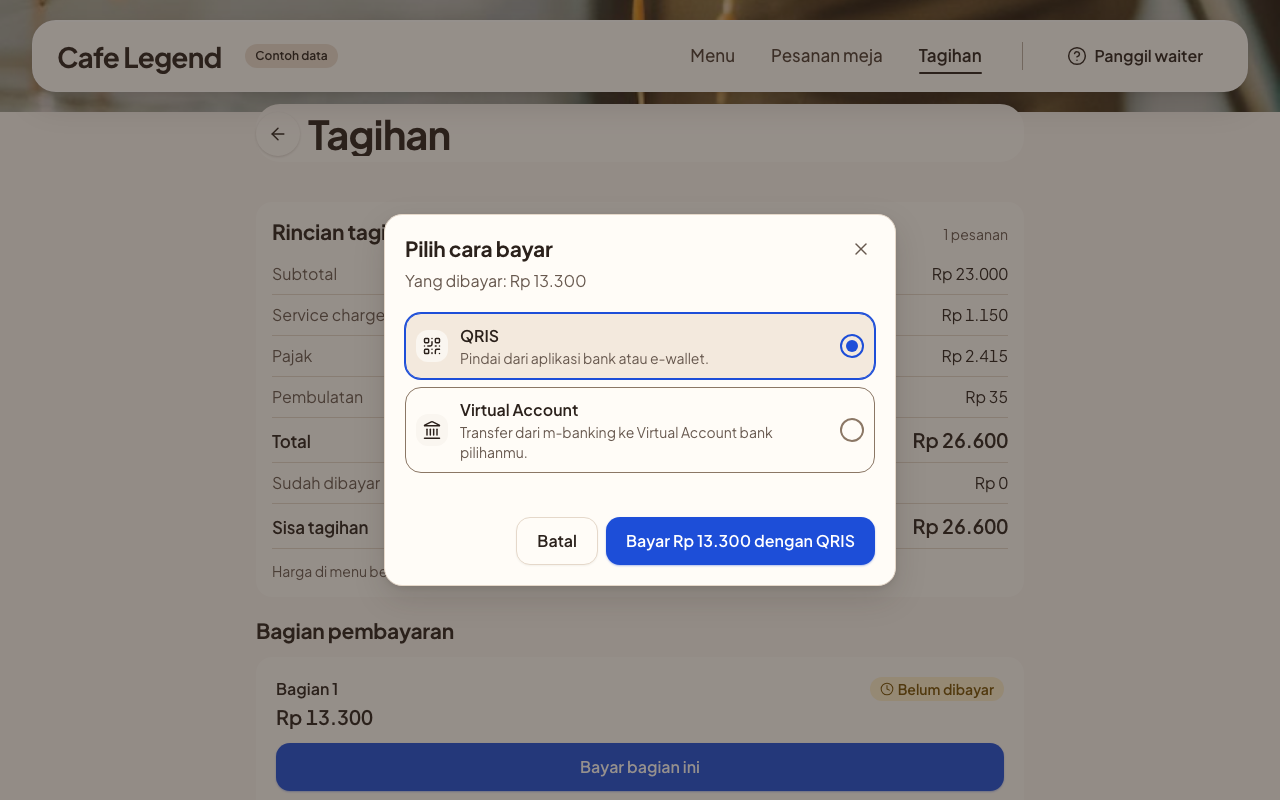 Cafe Legend
Contoh data
Menu
Pesanan meja
Tagihan
Panggil waiter
Tagihan
Rincian tagi
1 pesanan
Subtotal
Rp 23.000
Service charge
Rp 1.150
Pajak
Rp 2.415
Pembulatan
Rp 35
Total
Rp 26.600
Sudah dibayar
Rp 0
Sisa tagihan
Rp 26.600
Harga di menu be
Pilih cara bayar
Yang dibayar: Rp 13.300
QRIS
Pindai dari aplikasi bank atau e-wallet.
Virtual Account
Transfer dari m-banking ke Virtual Account bank
pilihanmu.
Batal
Bayar Rp 13.300 dengan QRIS
Bagian pembayaran
Bagian 1
Belum dibayar
Rp 13.300
Bayar bagian ini